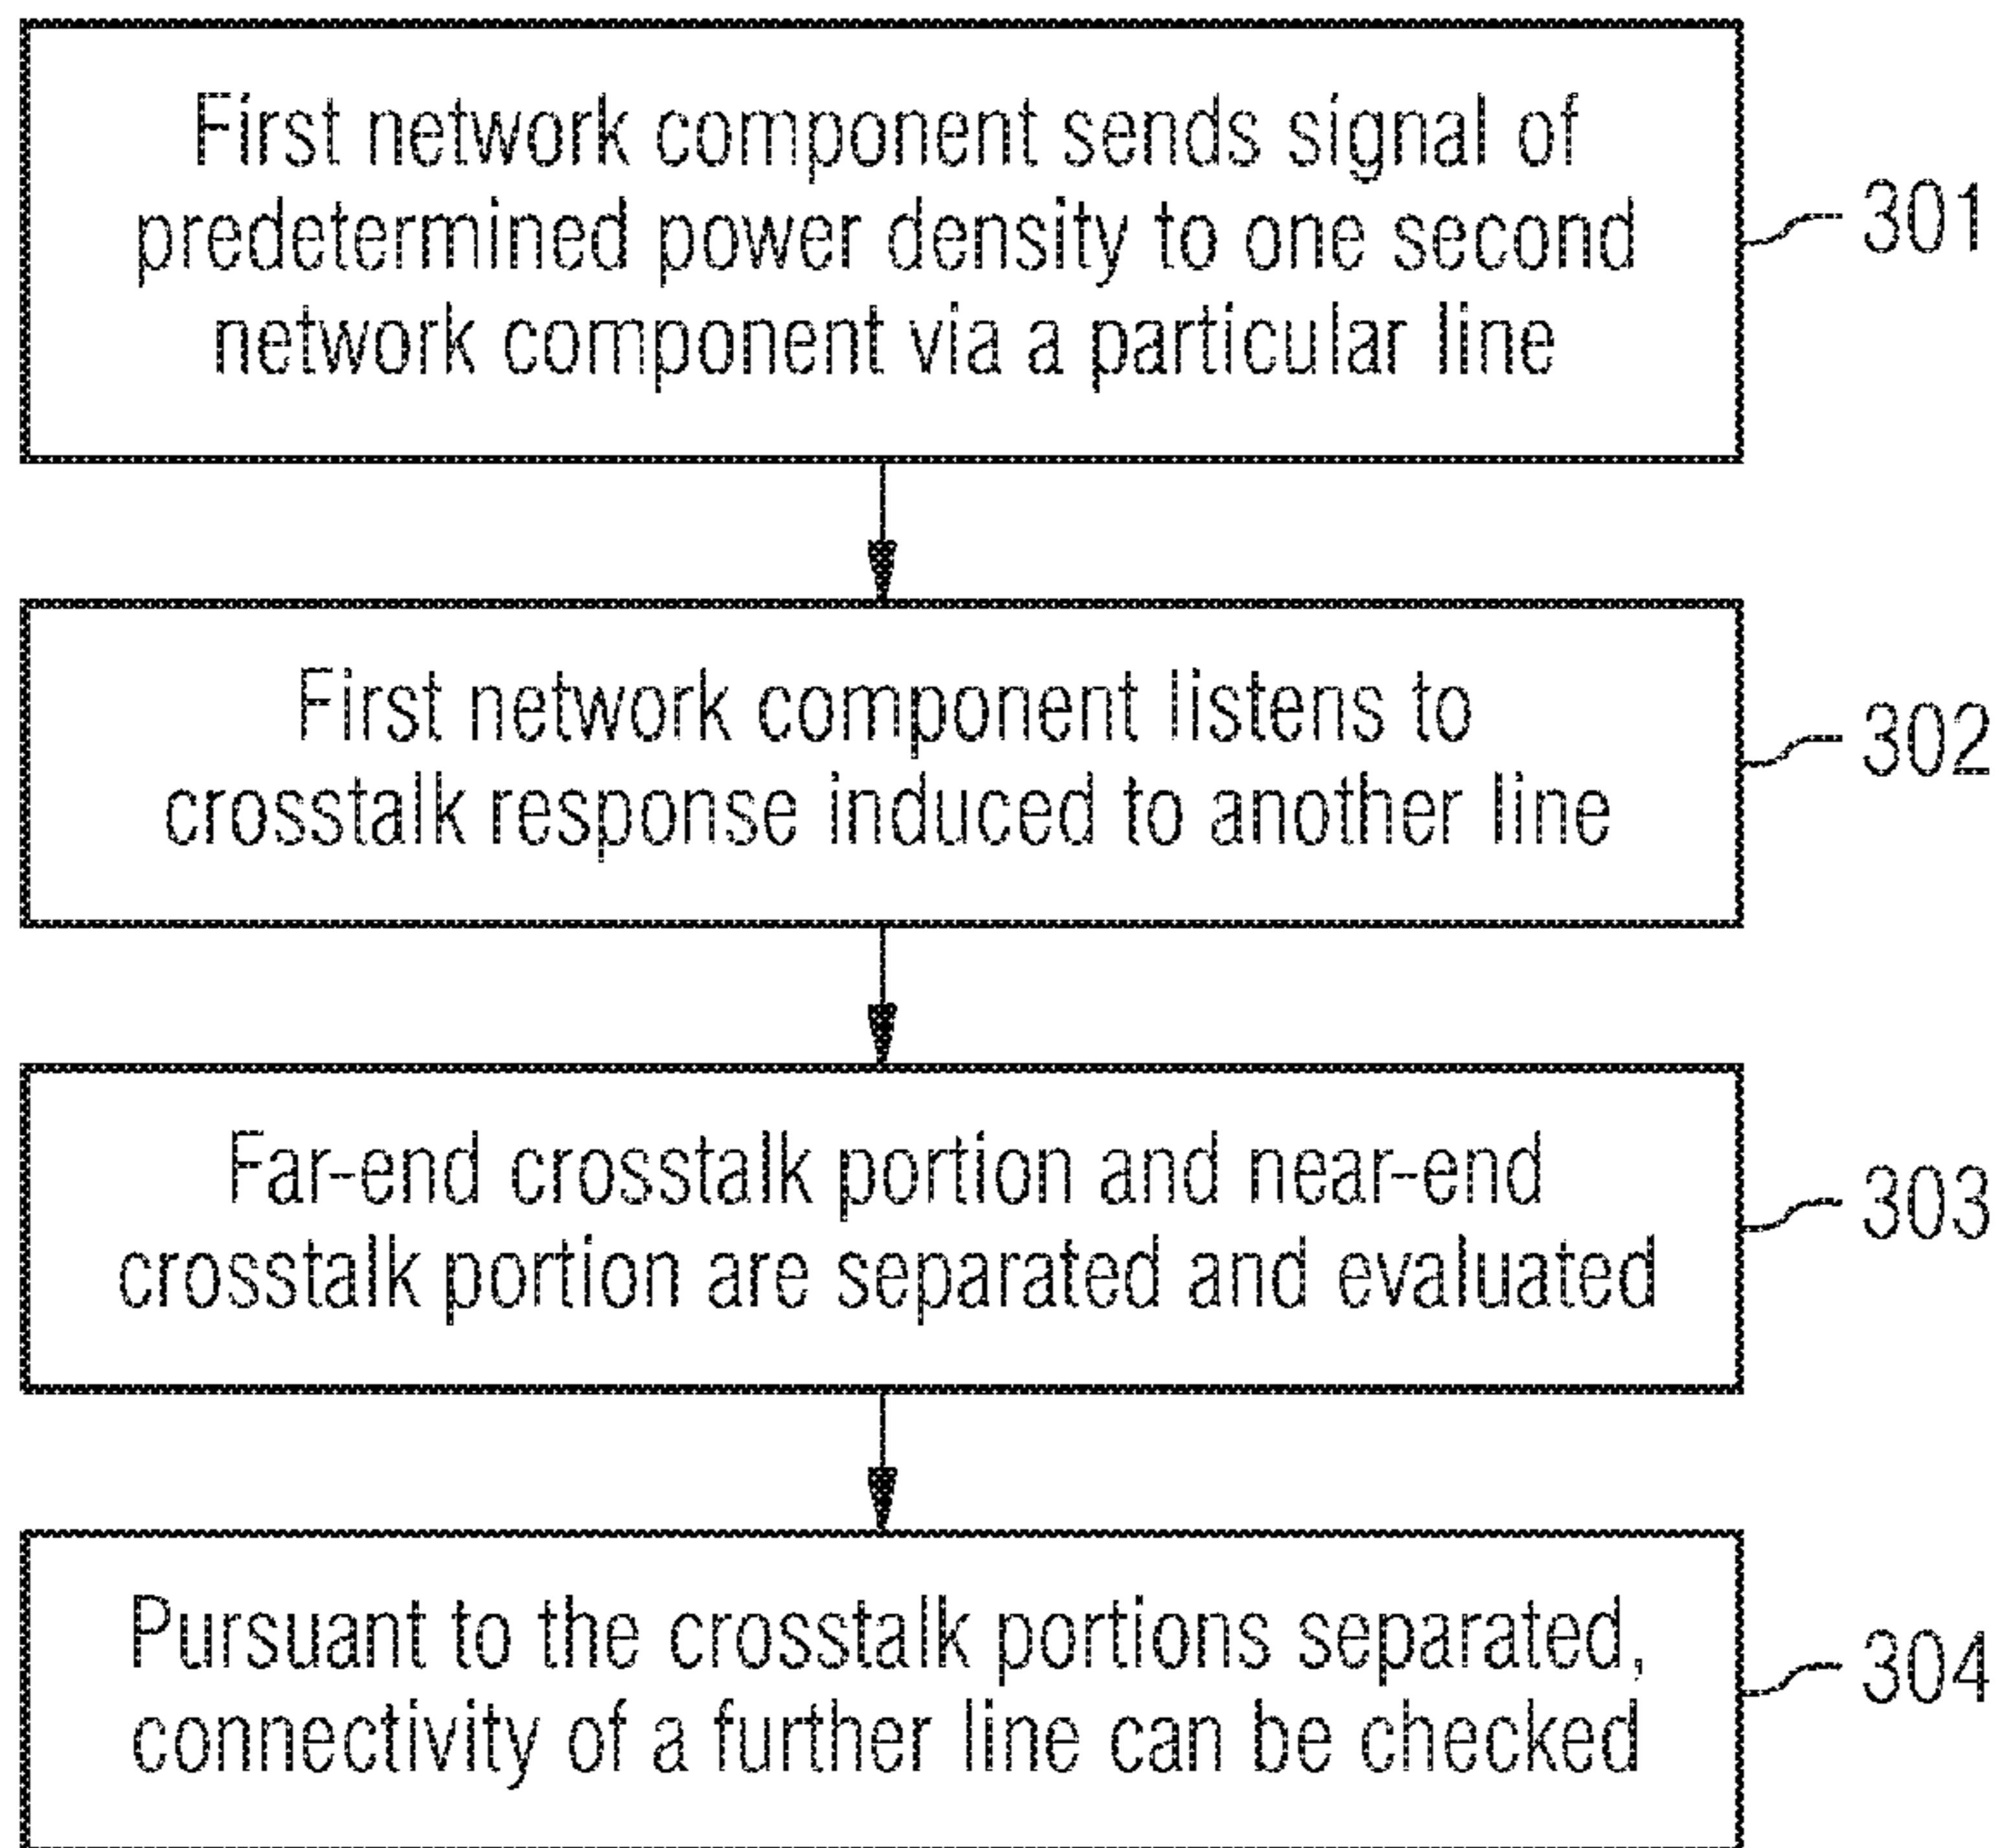 First network component sends signal of
predetermined power density to one second
network component via a particular line
301
First network component listens to
crosstalk response induced to another line
302
Far-end crosstalk portion and near-end
crosstalk portion are separated and evaluated
303
Pursuant to the crosstalk portions separated,
connectivity of a further line can be checked
304